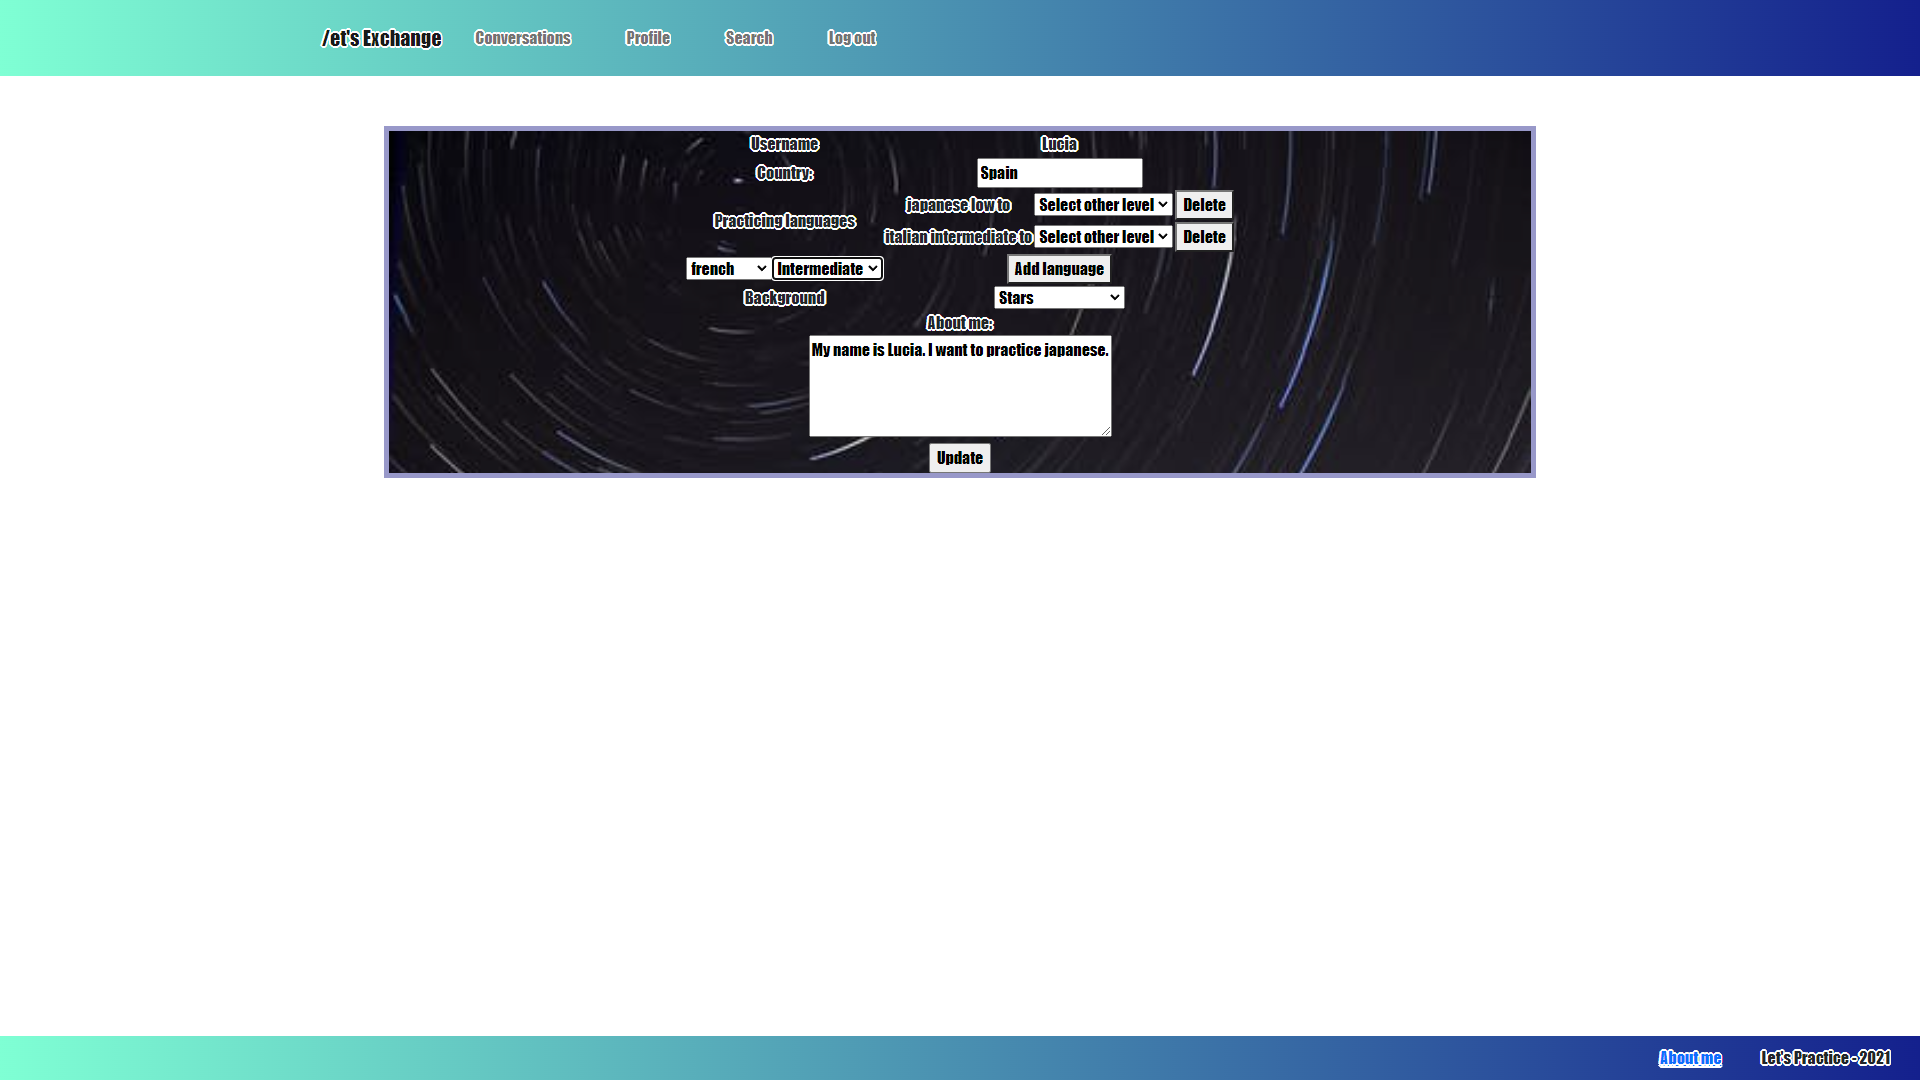 /et's Exchange Conversations Profile Search Log out
Username Lucia
Country: Spain
Practicing languages
japanese low to Select other level Delete
italian intermediate to Select other level Delete
french Intermediate Add language
Background Stars
About me:
My name is Lucia. I want to practice japanese.
Update
About me Let's Practice - 2021